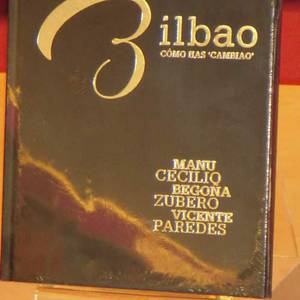 Bilbao
CÓMO HAS 'CAMBIAO'
MANU
CECILIO
BEGOÑA
ZUBERO
VICENTE
PAREDES